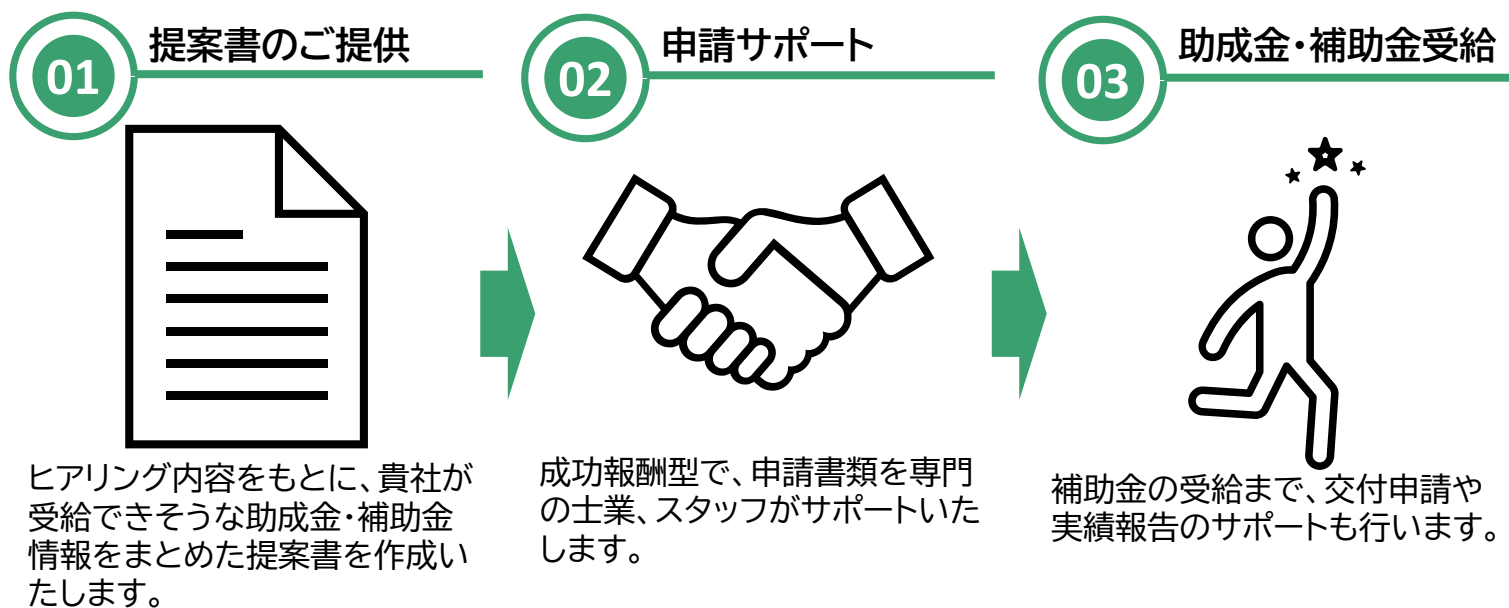 01
提案書のご提供
ヒアリング内容をもとに、貴社が
受給できそうな助成金・補助金
情報をまとめた提案書を作成い
たします。
02
申請サポート
成功報酬型で、申請書類を専門
の士業、スタッフがサポートいた
します。
03
助成金・補助金受給
補助金の受給まで、交付申請や
実績報告のサポートも行います。